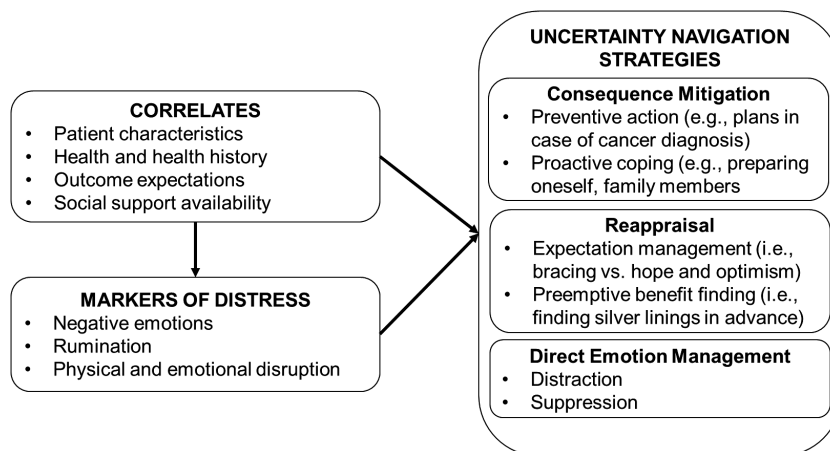 CORRELATES
• Patient characteristics
• Health and health history
• Outcome expectations
• Social support availability
MARKERS OF DISTRESS
• Negative emotions
• Rumination
• Physical and emotional disruption
UNCERTAINTY NAVIGATION
STRATEGIES
Consequence Mitigation
• Preventive action (e.g., plans in
case of cancer diagnosis)
• Proactive coping (e.g., preparing
oneself, family members
Reappraisal
• Expectation management (i.e.,
bracing vs. hope and optimism)
• Preemptive benefit finding (i.e.,
finding silver linings in advance)
Direct Emotion Management
• Distraction
• Suppression